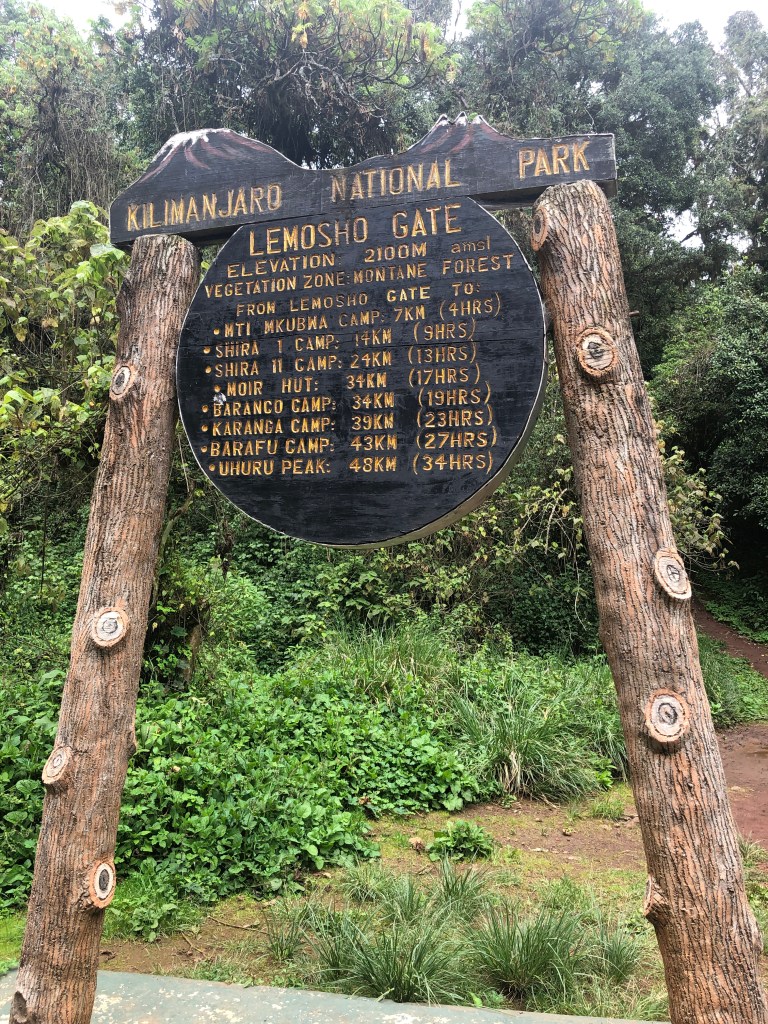 KILIMANJARO NATIONAL PARK
LEMOSHO GATE
ELEVATION: 2100M amsl
VEGETATION ZONE: MONTANE FOREST
FROM LEMOSHO GATE TO:
• MTI MKUBWA CAMP: 7KM (4HRS)
• SHIRA 1 CAMP: 14KM (9HRS)
• SHIRA 11 CAMP: 24KM (13HRS)
• MOIR HUT: 34KM (17HRS)
• BARANCO CAMP: 34KM (19HRS)
• KARANGA CAMP: 39KM (23HRS)
• BARAFU CAMP: 43KM (27HRS)
• UHURU PEAK: 48KM (34HRS)